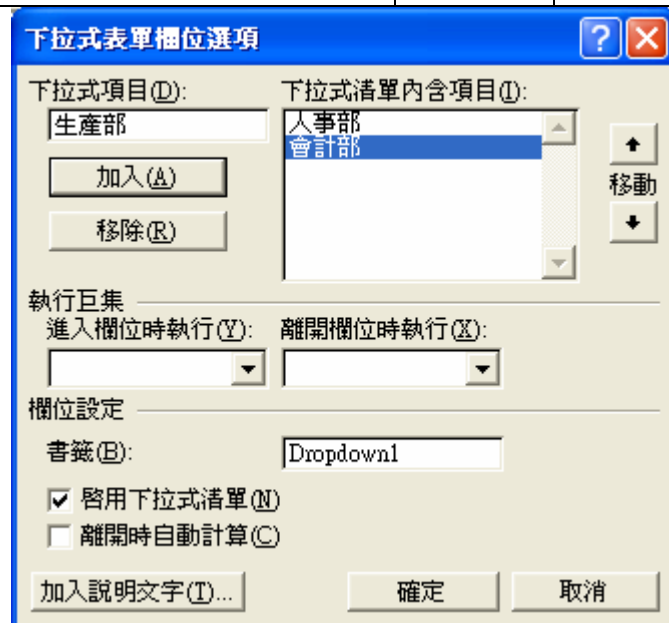 下拉式表單欄位選項
下拉式項目(D):
下拉式清單內含項目(I):
生產部
人事部
會計部
加入(A)
移動
移除(R)
執行巨集
進入欄位時執行(Y):
離開欄位時執行(X):
欄位設定
書籤(B):
Dropdown1
啟用下拉式清單(N)
離開時自動計算(C)
加入說明文字(T)...
確定
取消